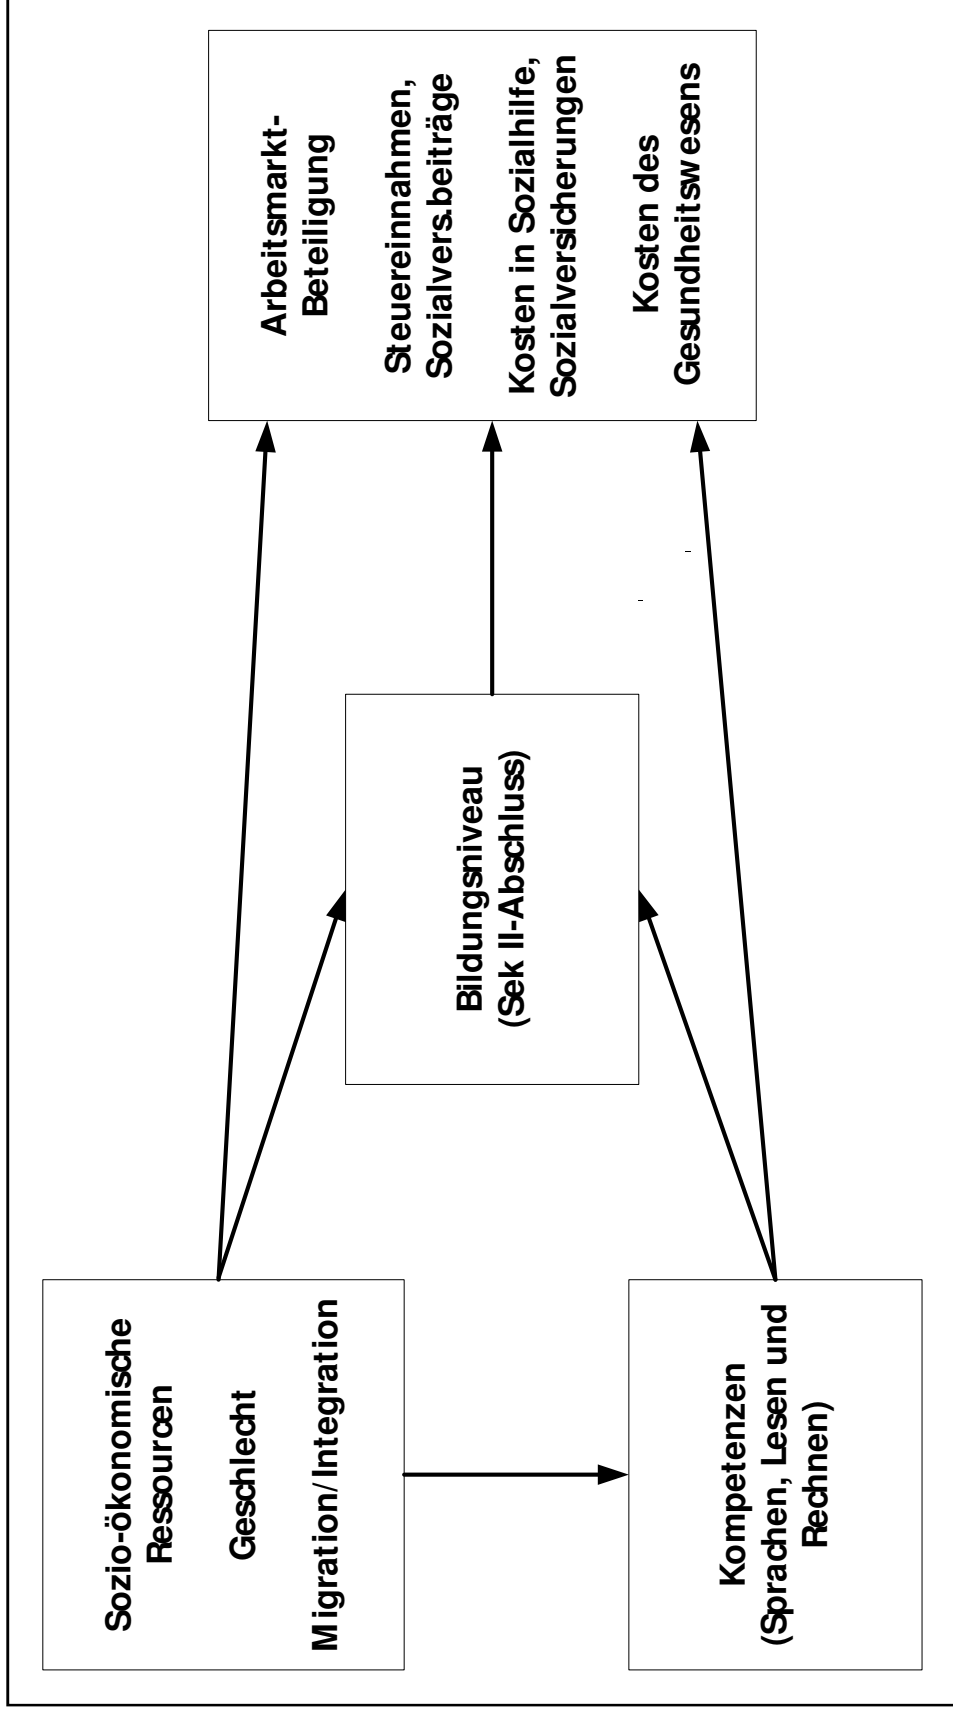 Sozio-ökonomische
Ressourcen
Geschlecht
Migration/Integration
Kompetenzen
(Sprachen, Lesen und
Rechnen)
Bildungsniveau
(Sek II-Abschluss)
Arbeitsmarkt-
Beteiligung
Steuereinnahmen,
Sozialvers.beiträge
Kosten in Sozialhilfe,
Sozialversicherungen
Kosten des
Gesundheitswesens